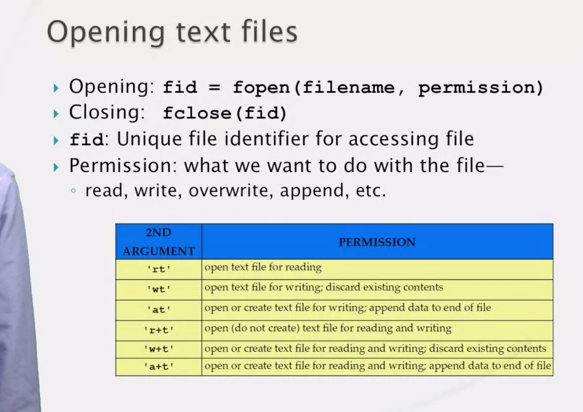 Opening text files
Opening: fid = fopen(filename, permission)
Closing: fclose(fid)
fid: Unique file identifier for accessing file
Permission: what we want to do with the file—
read, write, overwrite, append, etc.
2ND ARGUMENT PERMISSION
'rt' open text file for reading
'wt' open text file for writing; discard existing contents
'at' open or create text file for writing; append data to end of file
'r+t' open (do not create) text file for reading and writing
'w+t' open or create text file for reading and writing; discard existing contents
'a+t' open or create text file for reading and writing; append data to end of file